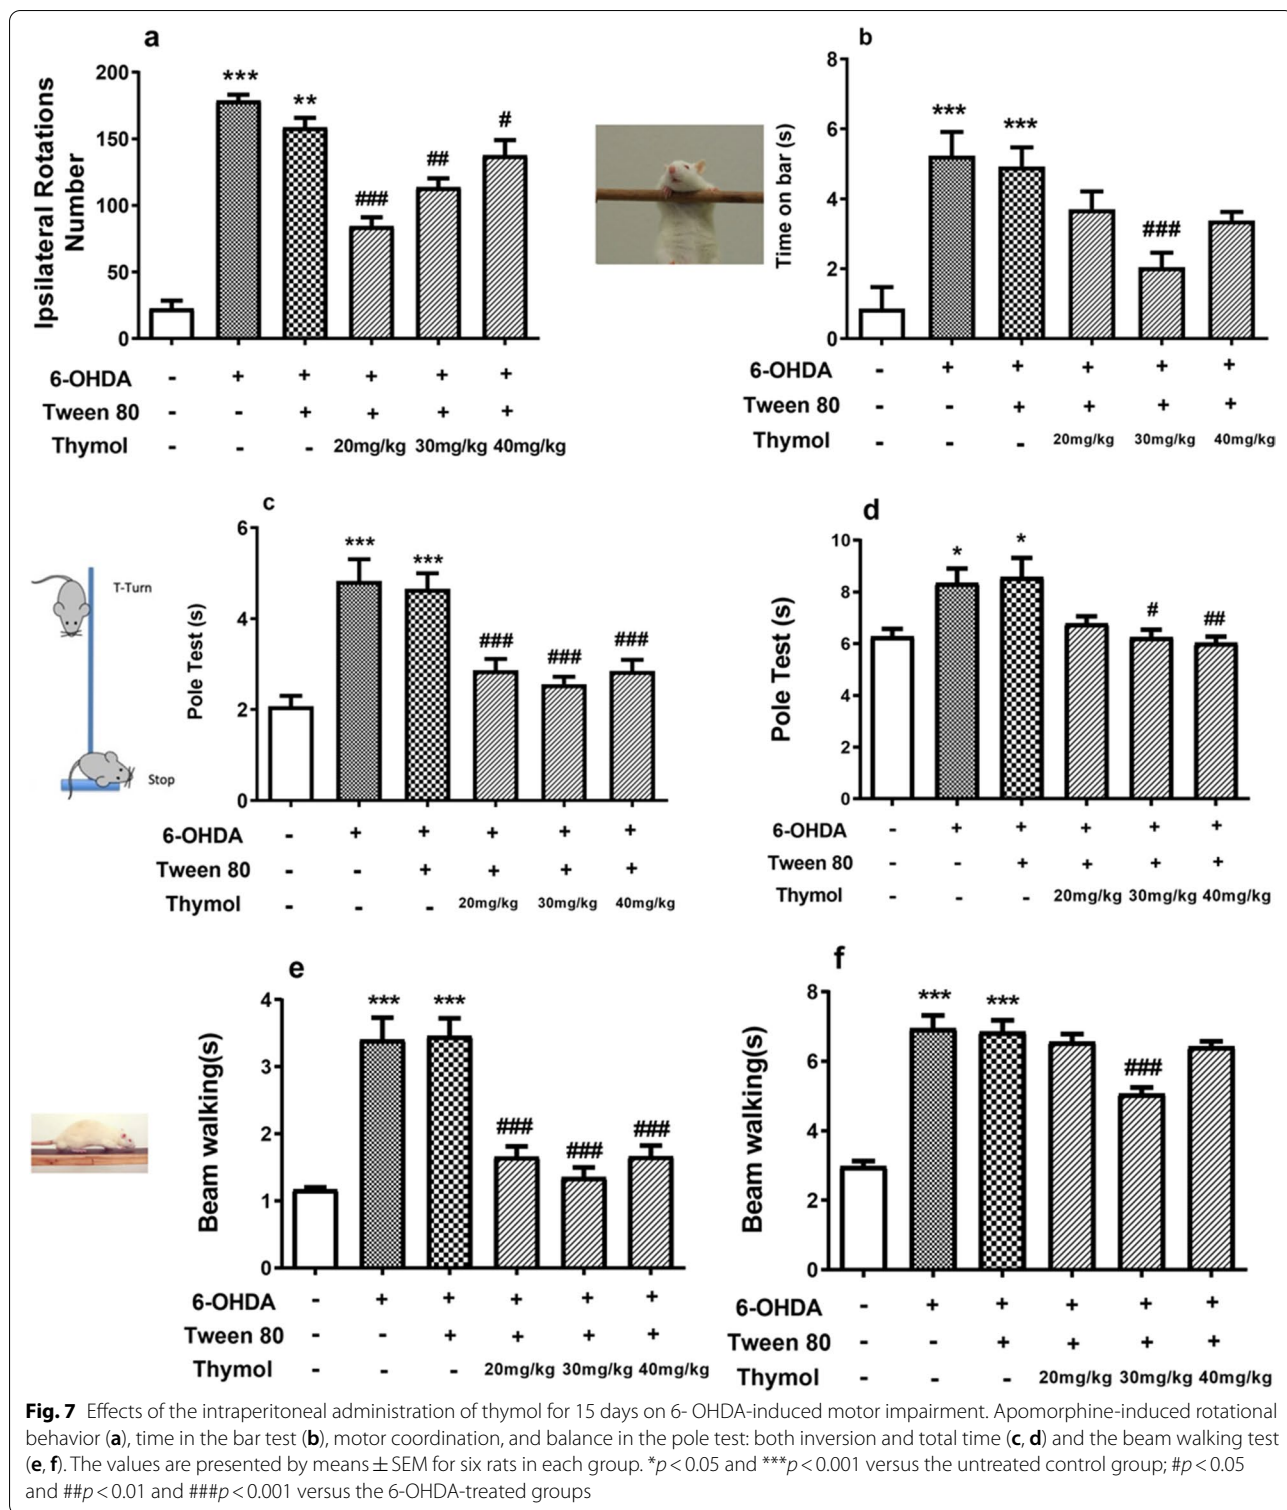 a
Ipsilateral Rotations
Number
200
150
100
50
0
***
**
###
##
#
6-OHDA - + + + + +
Tween 80 - - + + + +
Thymol - - - 20mg/kg 30mg/kg 40mg/kg
b
Time on bar (s)
8
6
4
2
0
***
***
###
6-OHDA - + + + + +
Tween 80 - - + + + +
Thymol - - - 20mg/kg 30mg/kg 40mg/kg
T-Turn
Stop
c
Pole Test (s)
6
4
2
0
***
***
###
###
###
6-OHDA - + + + + +
Tween 80 - - + + + +
Thymol - - - 20mg/kg 30mg/kg 40mg/kg
d
Pole Test (s)
10
8
6
4
2
0
*
*
#
##
6-OHDA - + + + + +
Tween 80 - - + + + +
Thymol - - - 20mg/kg 30mg/kg 40mg/kg
e
Beam walking(s)
4
3
2
1
0
***
***
###
###
###
6-OHDA - + + + + +
Tween 80 - - + + + +
Thymol - - - 20mg/kg 30mg/kg 40mg/kg
f
Beam walking(s)
8
6
4
2
0
***
***
###
6-OHDA - + + + + +
Tween 80 - - + + + +
Thymol - - - 20mg/kg 30mg/kg 40mg/kg
Fig. 7 Effects of the intraperitoneal administration of thymol for 15 days on 6- OHDA-induced motor impairment. Apomorphine-induced rotational
behavior (a), time in the bar test (b), motor coordination, and balance in the pole test: both inversion and total time (c, d) and the beam walking test
(e, f). The values are presented by means ± SEM for six rats in each group. *p < 0.05 and ***p < 0.001 versus the untreated control group; #p < 0.05
and ##p < 0.01 and ###p < 0.001 versus the 6-OHDA-treated groups